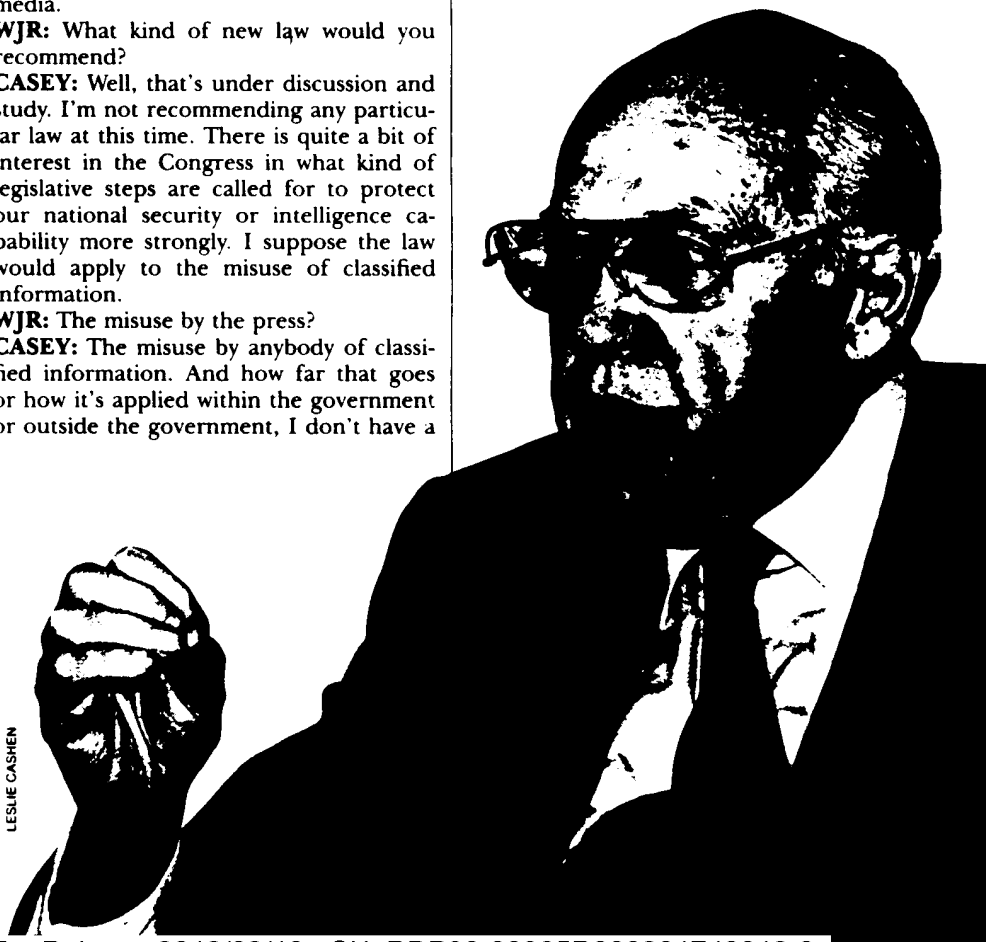 media.
WJR: What kind of new law would you
recommend?
CASEY: Well, that's under discussion and
study. I'm not recommending any particu-
lar law at this time. There is quite a bit of
interest in the Congress in what kind of
legislative steps are called for to protect
our national security or intelligence ca-
pability more strongly. I suppose the law
would apply to the misuse of classified
information.
WJR: The misuse by the press?
CASEY: The misuse by anybody of classi-
fied information. And how far that goes
or how it's applied within the government
or outside the government, I don't have a
LESLIE CASHEN